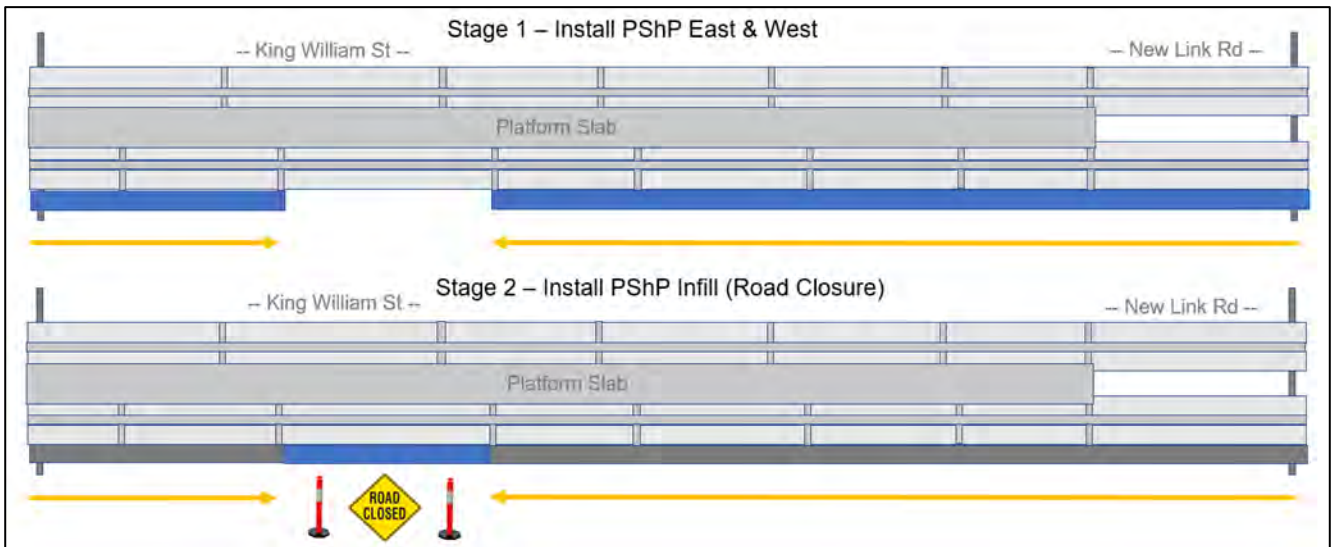 Stage 1 – Install PShP East & West
-- King William St --
-- New Link Rd --
Platform Slab
Stage 2 – Install PShP Infill (Road Closure)
-- King William St --
-- New Link Rd --
Platform Slab
ROAD
CLOSED